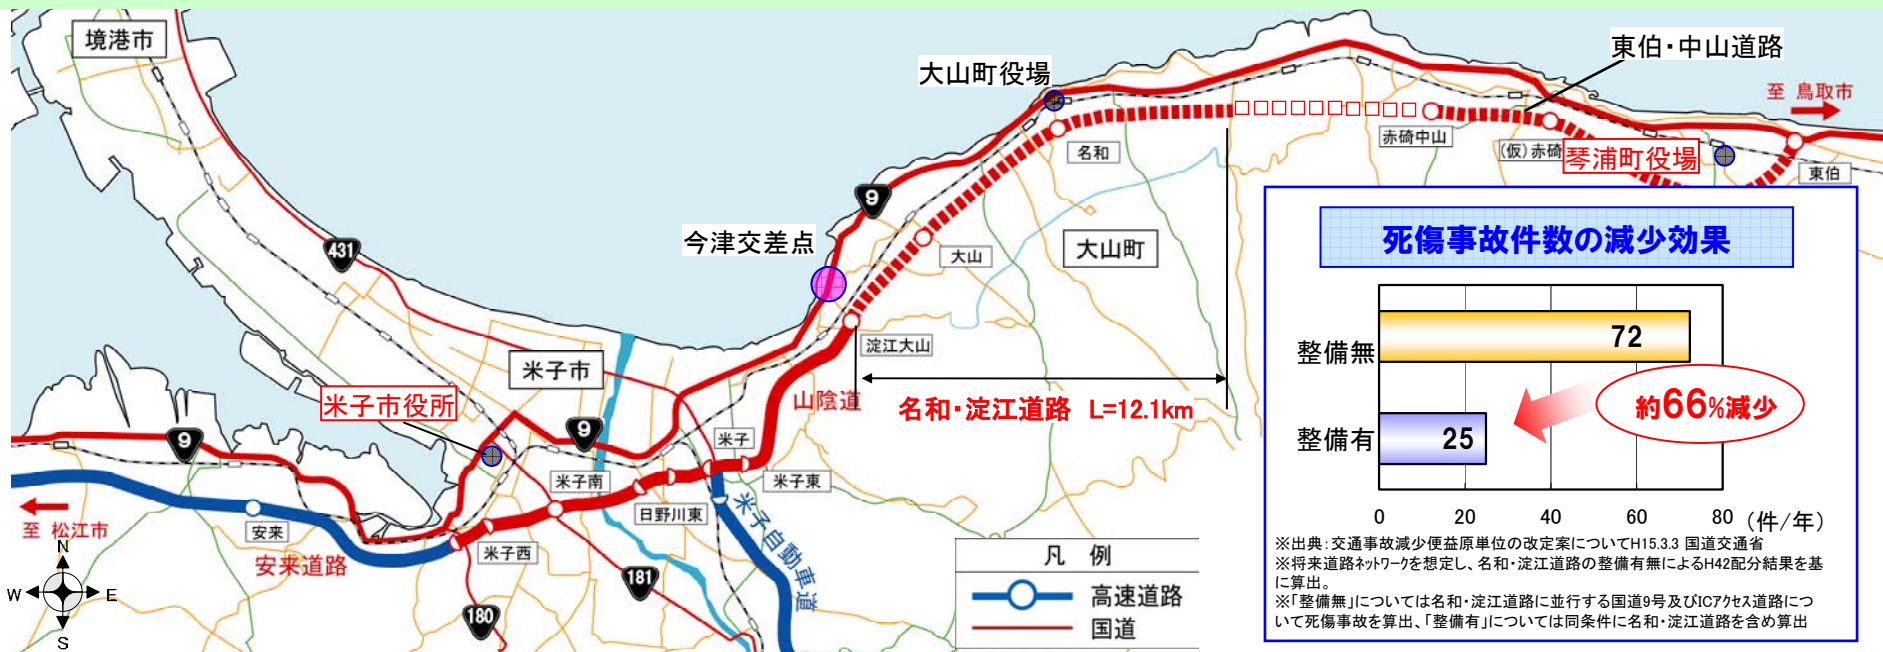 境港市
大山町役場
東伯・中山道路
至 鳥取市
赤碕中山
(仮)赤碕
琴浦町役場
東伯
名和
9
今津交差点
大山
大山町
431
淀江大山
米子市
山陰道
名和・淀江道路 L=12.1km
米子市役所
9
9
米子
米子南
米子東
日野川東
米子自動車道
安来
至 松江市
安来道路
米子西
181
180
N
W
E
S
凡 例
高速道路
国道
死傷事故件数の減少効果
整備無
72
約66%減少
整備有
25
0 20 40 60 80 (件/年)
※出典:交通事故減少便益原単位の改定案についてH15.3.3 国道交通省
※将来道路ネットワークを想定し、名和・淀江道路の整備有無によるH42配分結果を基
に算出。
※「整備無」については名和・淀江道路に並行する国道9号及びICアクセス道路につ
いて死傷事故を算出、「整備有」については同条件に名和・淀江道路を含め算出